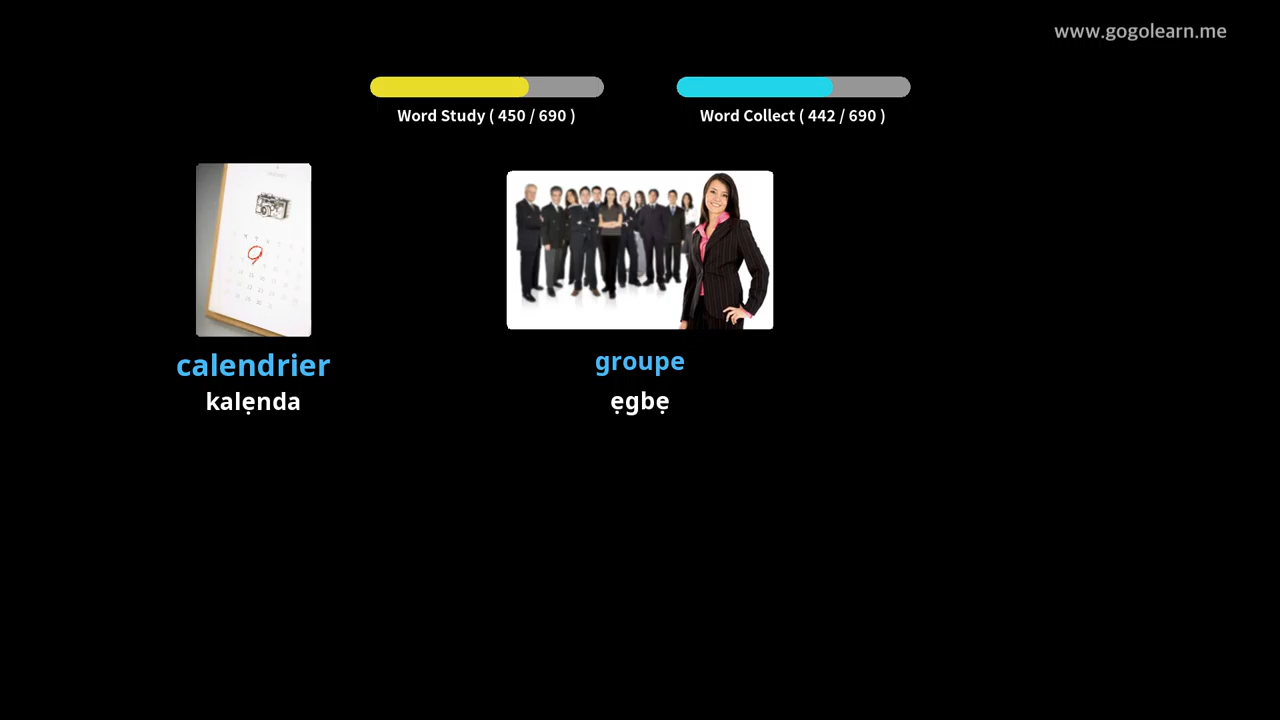 www.gogolearn.me
Word Study ( 450 / 690 )
Word Collect ( 442 / 690 )
calendrier
kalẹnda
groupe
ẹgbẹ